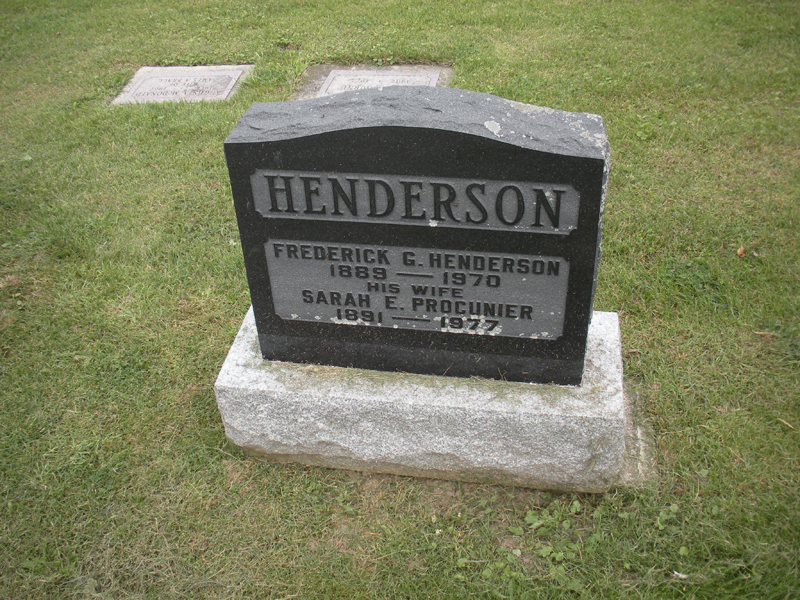 HENDERSON
FREDERICK G. HENDERSON
1889 — 1970
HIS WIFE
SARAH E. PROCUNIER
1891 — 1977